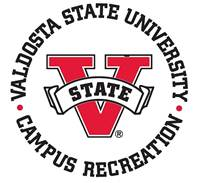 VALDOSTA STATE UNIVERSITY
V
STATE
®
• CAMPUS RECREATION •